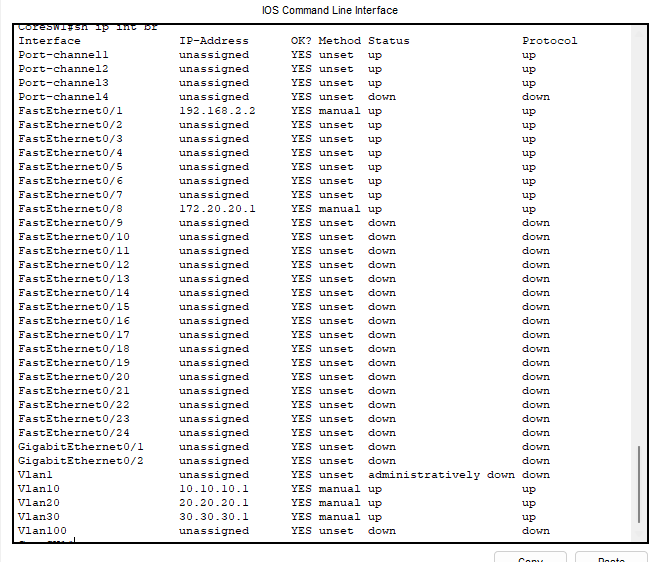 IOS Command Line Interface
CoreSW1#sh ip int br
Interface IP-Address OK? Method Status Protocol
Port-channel1 unassigned YES unset up up
Port-channel2 unassigned YES unset up up
Port-channel3 unassigned YES unset up up
Port-channel4 unassigned YES unset down down
FastEthernet0/1 192.168.2.2 YES manual up up
FastEthernet0/2 unassigned YES unset up up
FastEthernet0/3 unassigned YES unset up up
FastEthernet0/4 unassigned YES unset up up
FastEthernet0/5 unassigned YES unset up up
FastEthernet0/6 unassigned YES unset up up
FastEthernet0/7 unassigned YES unset up up
FastEthernet0/8 172.20.20.1 YES manual up up
FastEthernet0/9 unassigned YES unset down down
FastEthernet0/10 unassigned YES unset down down
FastEthernet0/11 unassigned YES unset down down
FastEthernet0/12 unassigned YES unset down down
FastEthernet0/13 unassigned YES unset down down
FastEthernet0/14 unassigned YES unset down down
FastEthernet0/15 unassigned YES unset down down
FastEthernet0/16 unassigned YES unset down down
FastEthernet0/17 unassigned YES unset down down
FastEthernet0/18 unassigned YES unset down down
FastEthernet0/19 unassigned YES unset down down
FastEthernet0/20 unassigned YES unset down down
FastEthernet0/21 unassigned YES unset down down
FastEthernet0/22 unassigned YES unset down down
FastEthernet0/23 unassigned YES unset down down
FastEthernet0/24 unassigned YES unset down down
GigabitEthernet0/1 unassigned YES unset down down
GigabitEthernet0/2 unassigned YES unset down down
Vlan1 unassigned YES unset administratively down down
Vlan10 10.10.10.1 YES manual up up
Vlan20 20.20.20.1 YES manual up up
Vlan30 30.30.30.1 YES manual up up
Vlan100 unassigned YES unset down down
Copy Paste